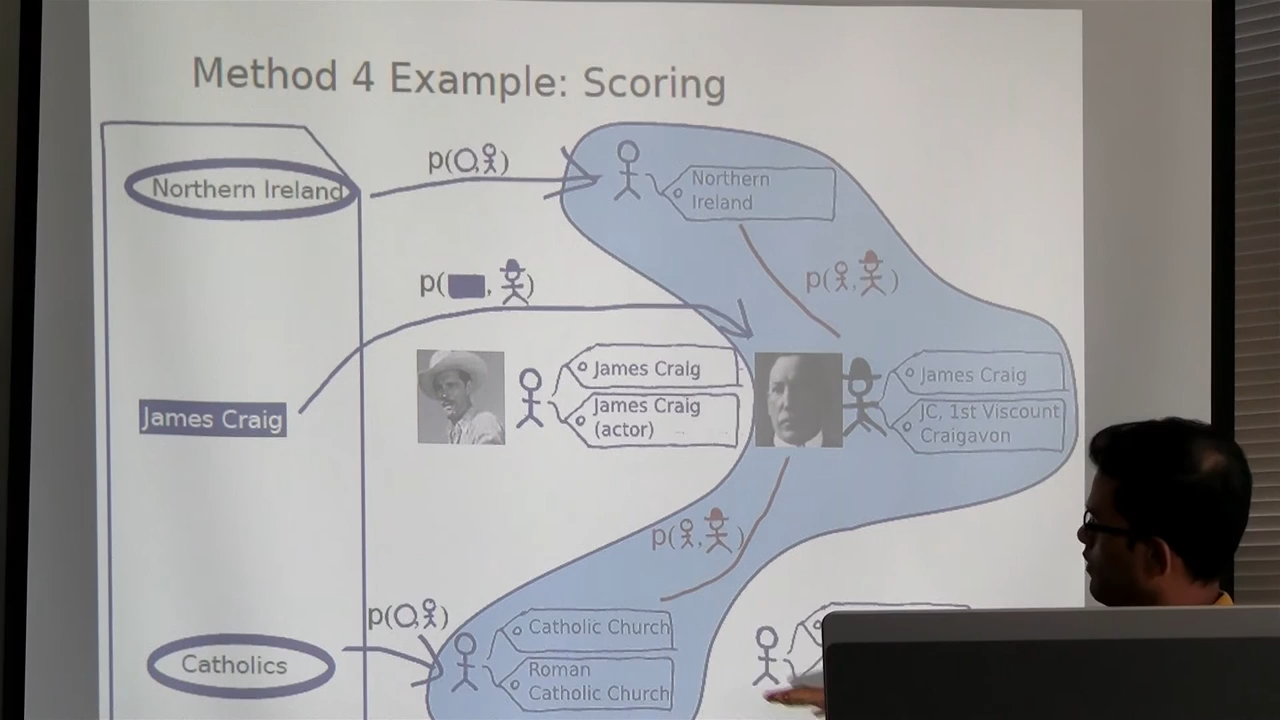 Method 4 Example: Scoring
Northern Ireland
p( , )
Northern
Ireland
p( , )
p( , )
James Craig
James Craig
James Craig
(actor)
James Craig
JC, 1st Viscount
Craigavon
p( , )
p( , )
Catholics
Catholic Church
Roman
Catholic Church